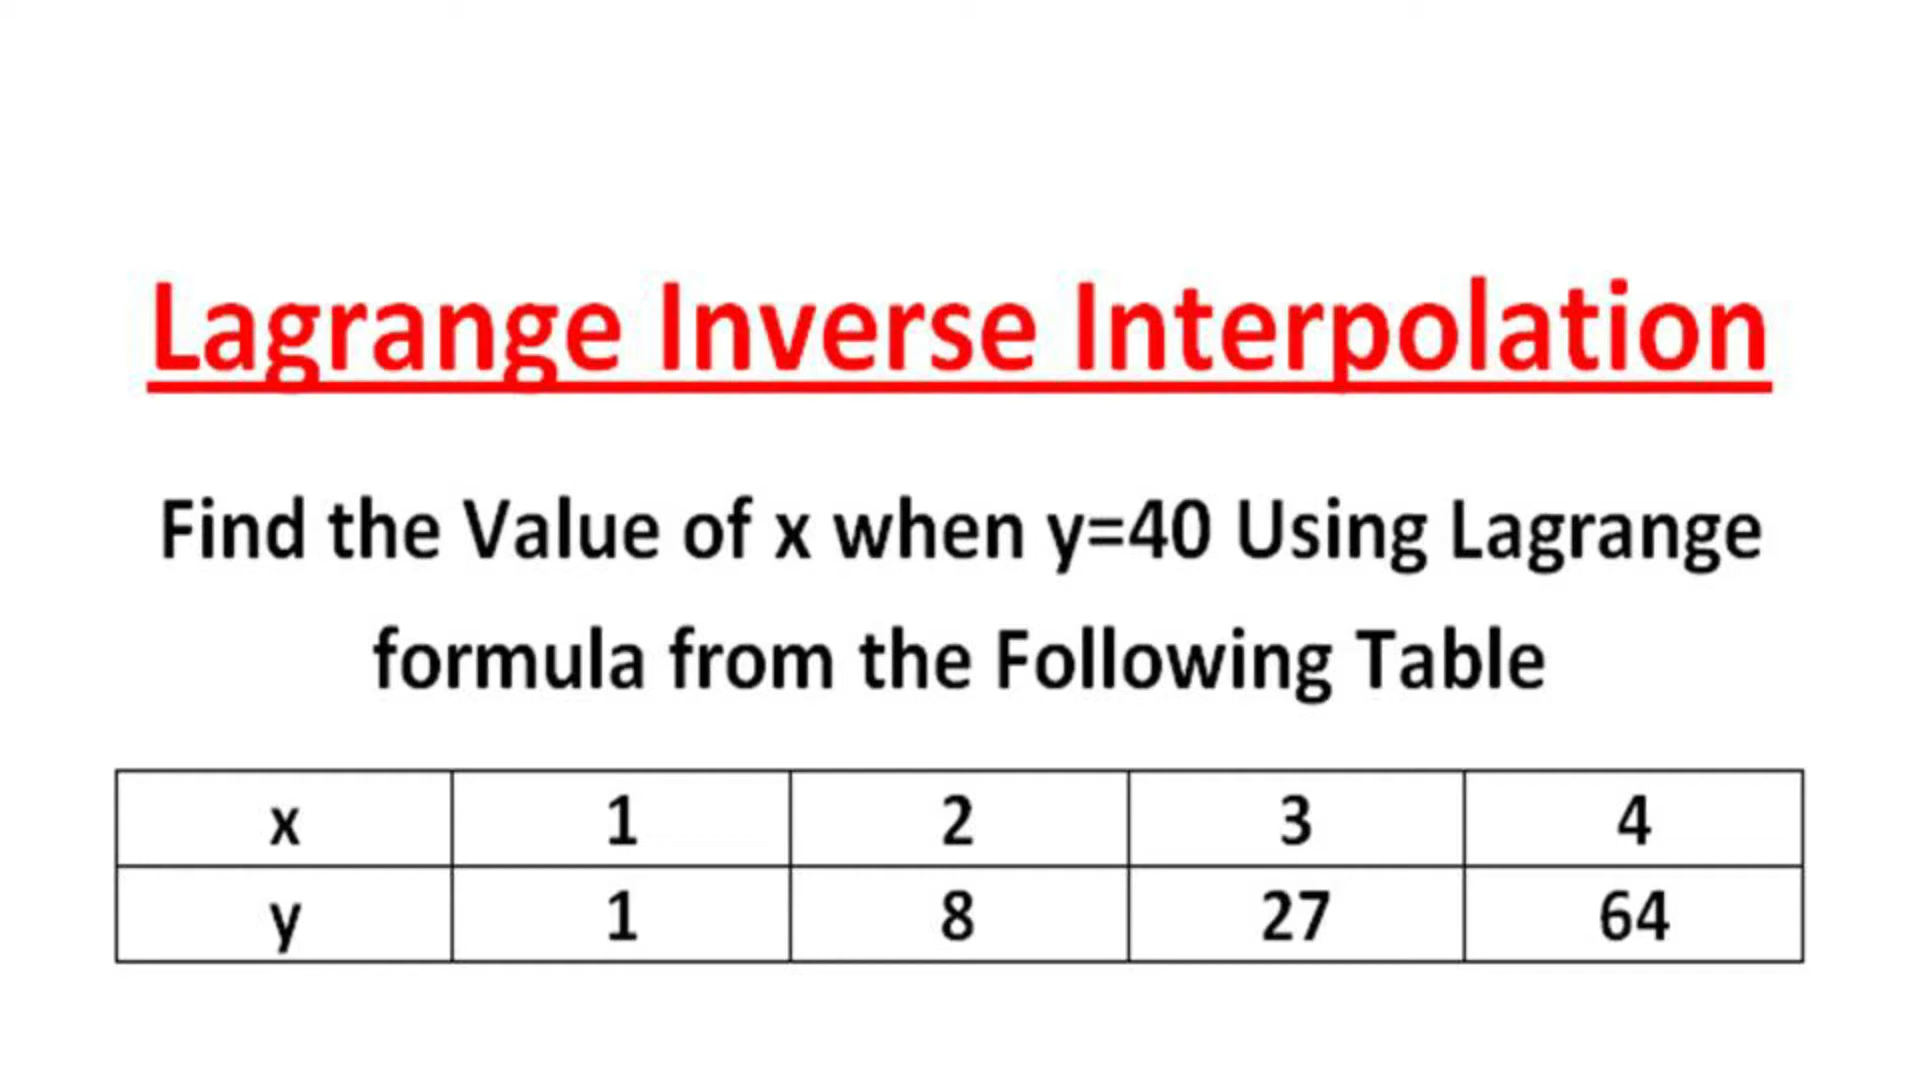 Lagrange Inverse Interpolation
Find the Value of x when y=40 Using Lagrange
formula from the Following Table
x 1 2 3 4
y 1 8 27 64